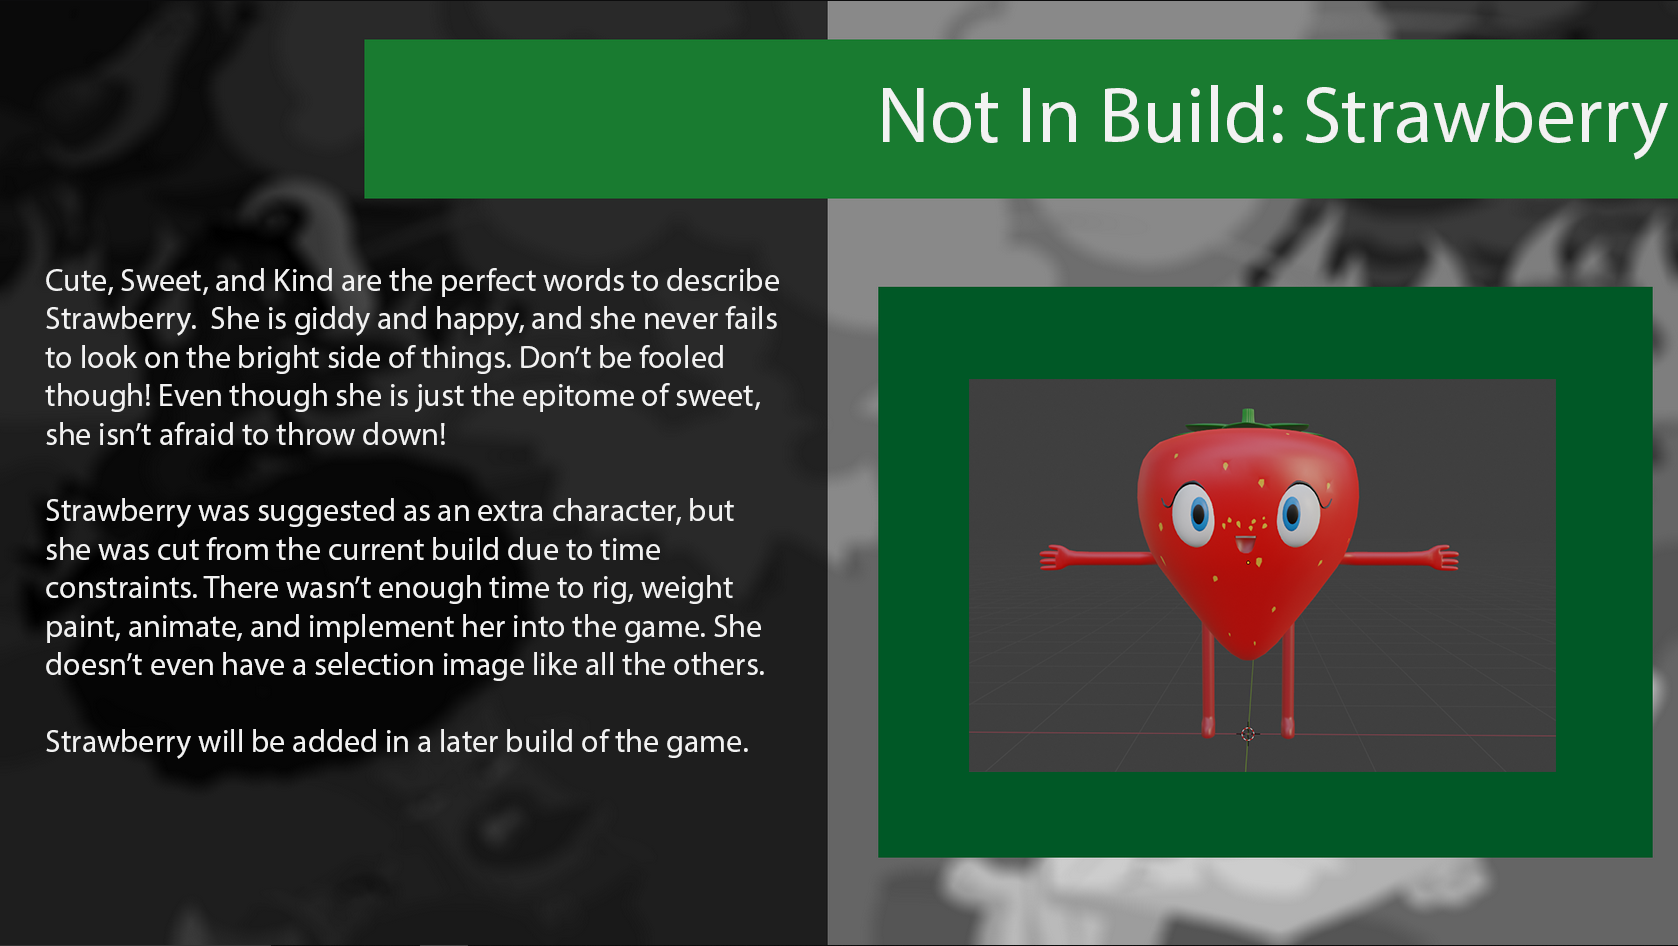 Not In Build: Strawberry
Cute, Sweet, and Kind are the perfect words to describe
Strawberry.  She is giddy and happy, and she never fails
to look on the bright side of things. Don’t be fooled
though! Even though she is just the epitome of sweet,
she isn’t afraid to throw down!
Strawberry was suggested as an extra character, but
she was cut from the current build due to time
constraints. There wasn’t enough time to rig, weight
paint, animate, and implement her into the game. She
doesn’t even have a selection image like all the others.
Strawberry will be added in a later build of the game.